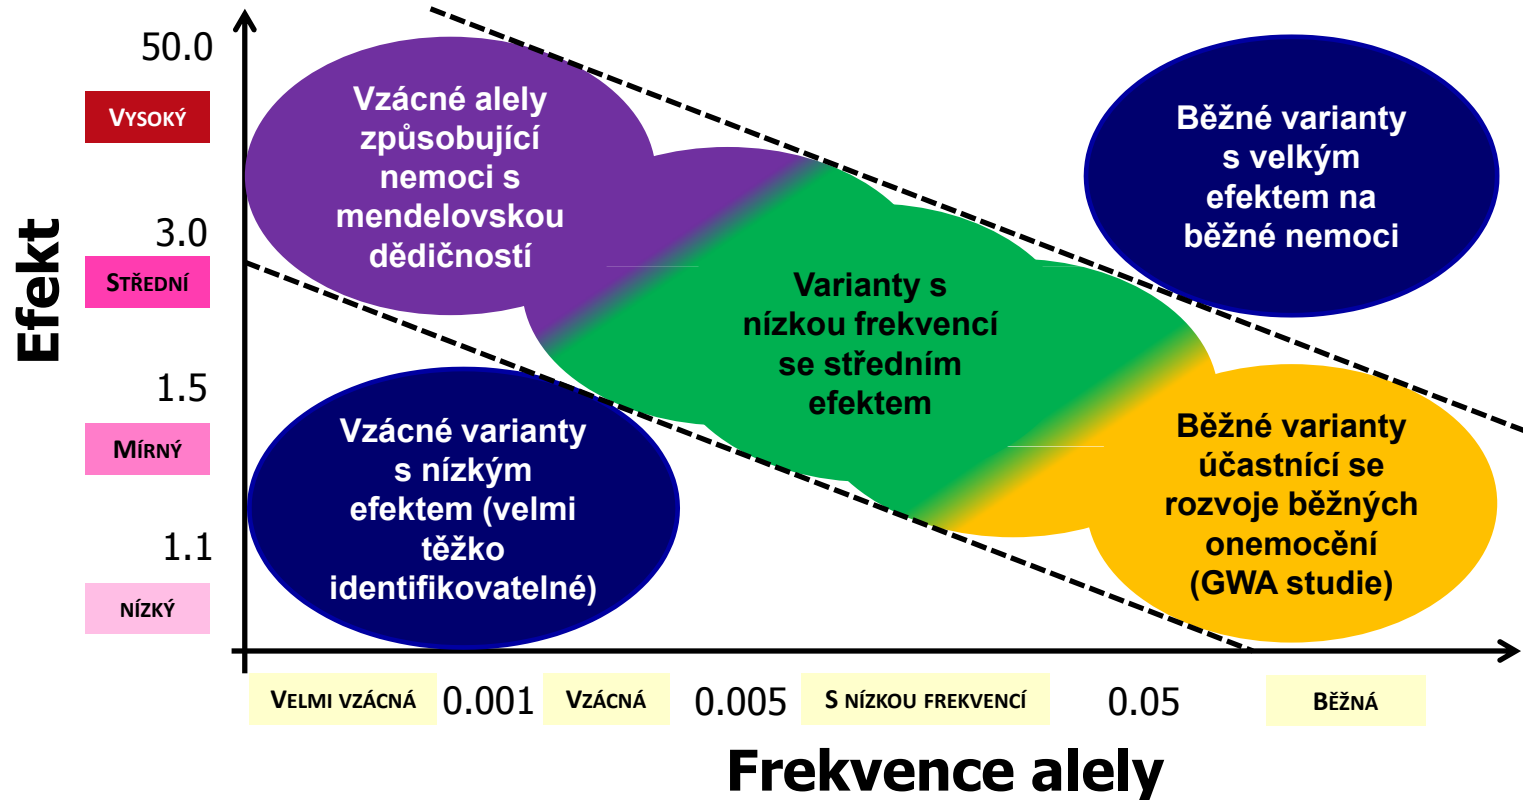 50.0
VYSOKÝ
3.0
STŘEDNÍ
1.5
MÍRNÝ
1.1
NÍZKÝ
Efekt
Vzácné alely
způsobující
nemoci s
mendelovskou
dědičností
Běžné varianty
s velkým
efektem na
běžné nemoci
Varianty s
nízkou frekvencí
se středním
efektem
Vzácné varianty
s nízkým
efektem (velmi
těžko
identifikovatelné)
Běžné varianty
účastnící se
rozvoje běžných
onemocnění
(GWA studie)
VELMI VZÁCNÁ 0.001 VZÁCNÁ 0.005 S NÍZKOU FREKVENCÍ 0.05 BĚŽNÁ
Frekvence alely